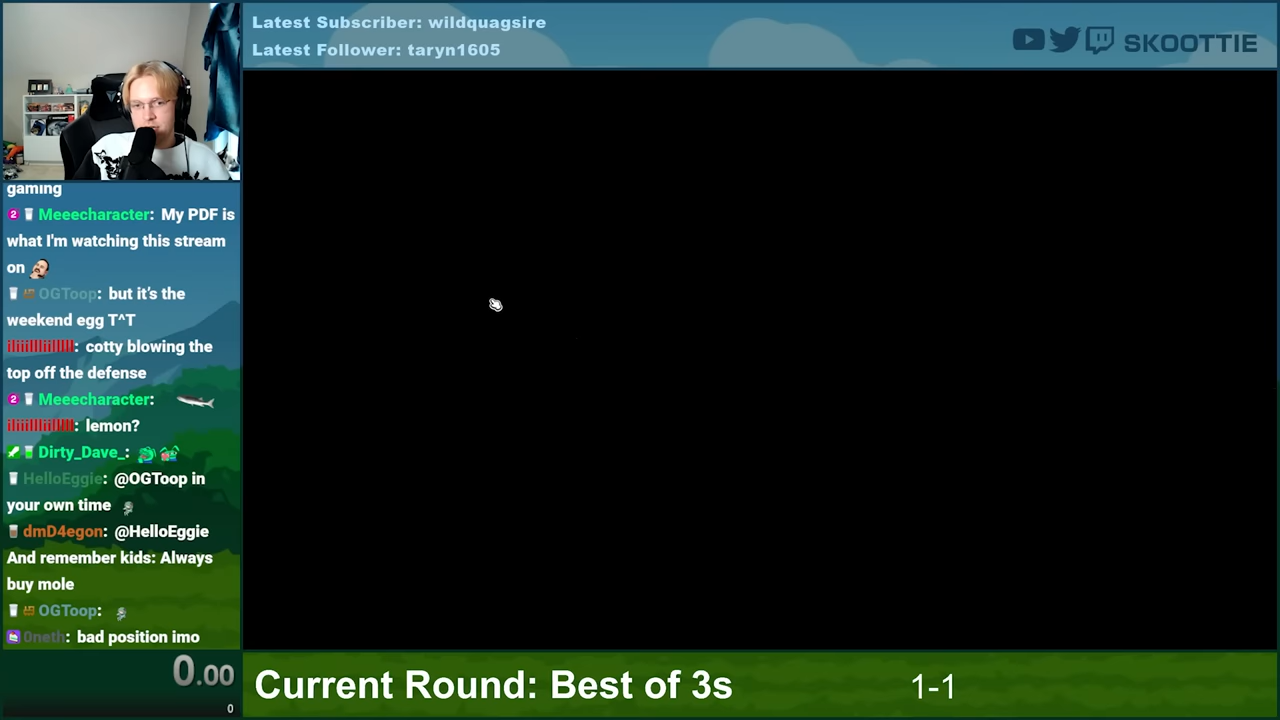 Latest Subscriber: wildquagsire
Latest Follower: taryn1605
SKOOTTIE
gaming
2 Meeecharacter: My PDF is
what I'm watching this stream
on
OGToop: but it's the
weekend egg T^T
cotty blowing the
top off the defense
2 Meeecharacter:
lemon?
Dirty_Dave_:
HelloEggie: @OGToop in
your own time
dmD4egon: @HelloEggie
And remember kids: Always
buy mole
OGToop:
0neth: bad position imo
0.00
0
Current Round: Best of 3s
1-1